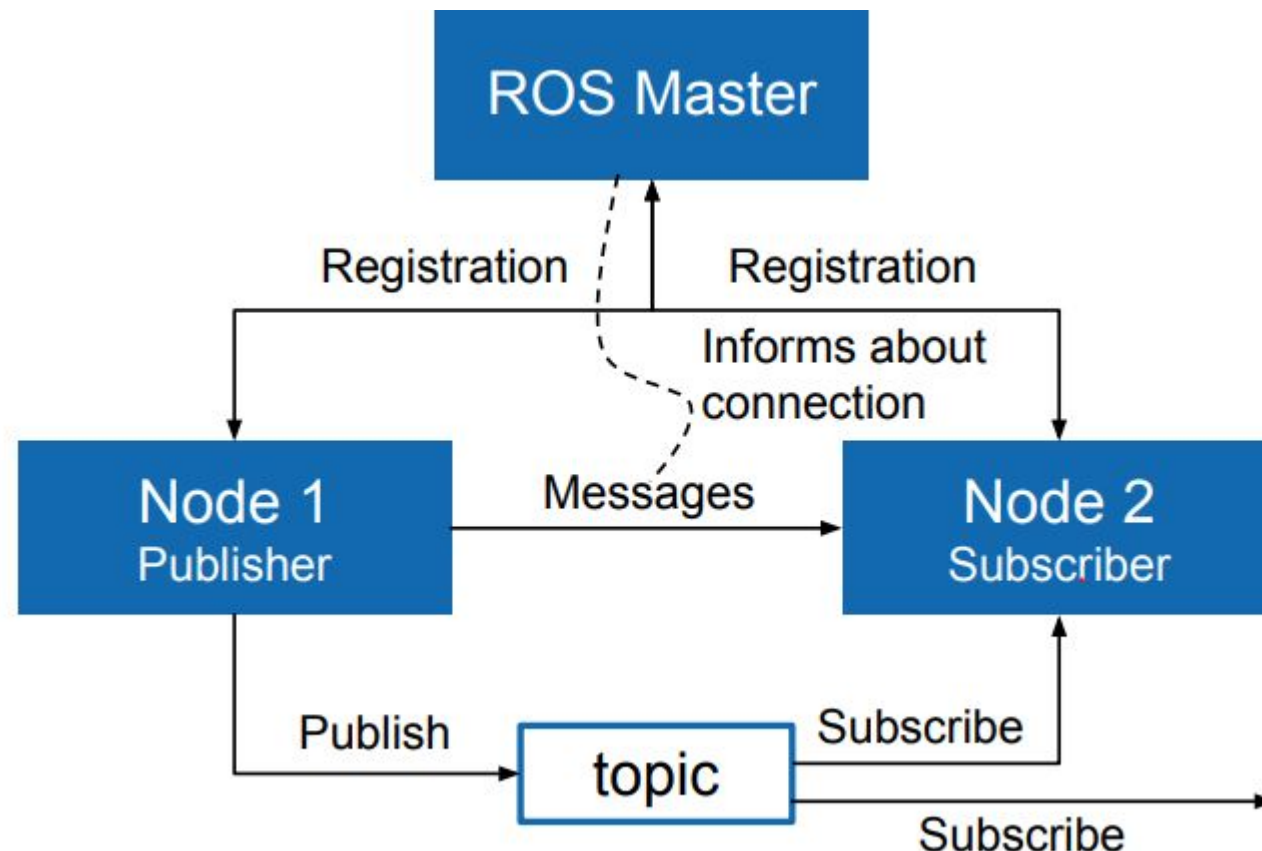 ROS Master
Registration
Registration
Informs about
connection
Node 1
Publisher
Messages
Node 2
Subscriber
Publish
topic
Subscribe
Subscribe